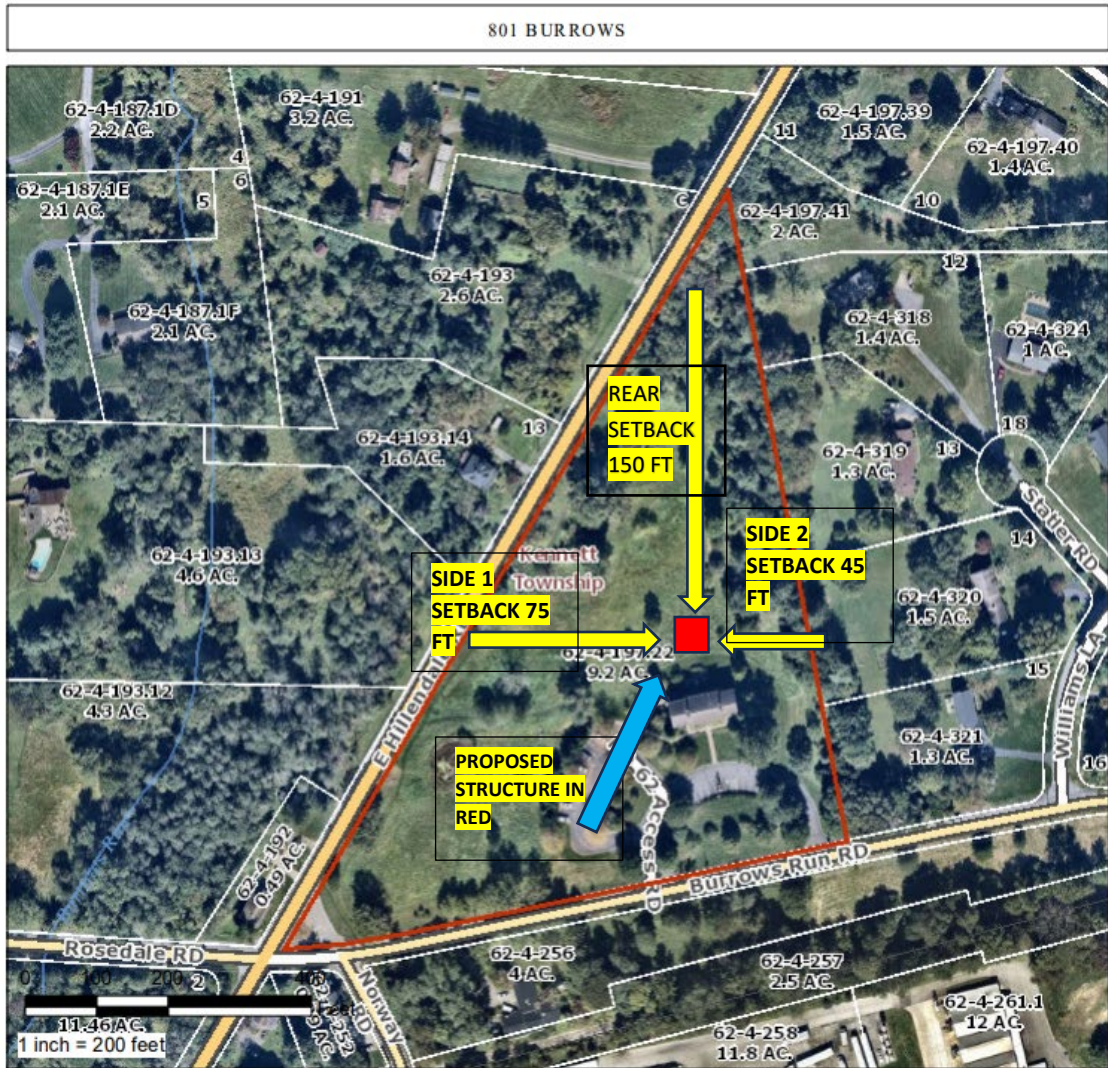 801 BURROWS
62-4-187.1D
2.2 AC.
62-4-191
3.2 AC.
62-4-197.39
1.5 AC.
11
62-4-197.40
1.4 AC.
4
6
62-4-187.1E
2.1 AC.
5
C
10
62-4-197.41
2 AC.
12
62-4-193
2.6 AC.
62-4-187.1F
2.1 AC.
62-4-318
1.4 AC.
62-4-324
1 AC.
REAR
SETBACK
150 FT
13
62-4-193.14
1.6 AC.
18
62-4-319
1.3 AC.
13
Statler RD
14
62-4-193.13
4.6 AC.
Kennett
Township
SIDE 1
SETBACK 75
FT
SIDE 2
SETBACK 45
FT
62-4-320
1.5 AC.
62-4-197.22
9.2 AC.
15
62-4-193.12
4.3 AC.
E Hillendale
Williams LA
62-4-321
1.3 AC.
16
PROPOSED
STRUCTURE IN
RED
62-Access RD
62-4-192
0.49 AC.
Burrows Run RD
Rosedale RD
62-4-256
4 AC.
62-4-257
2.5 AC.
2
Norway RD
62-4-261.1
12 AC.
62-4-258
11.8 AC.
0
100
200
400
Feet
11.46 AC.
1 inch = 200 feet